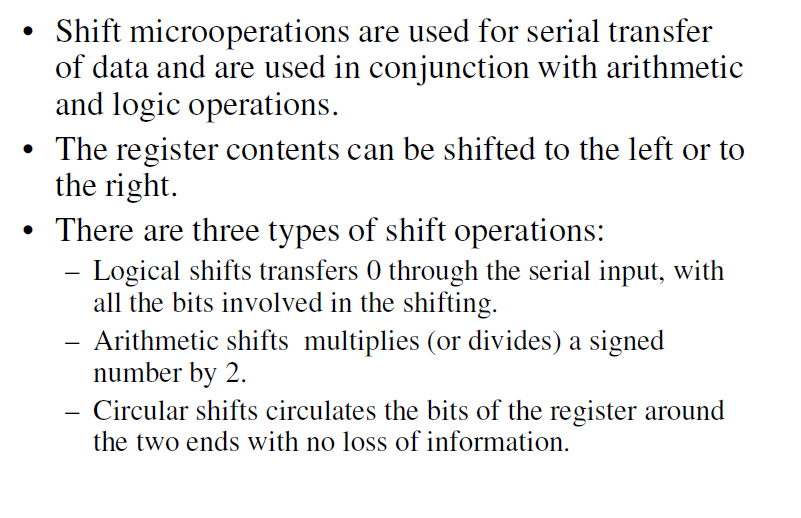 • Shift microoperations are used for serial transfer
of data and are used in conjunction with arithmetic
and logic operations.
• The register contents can be shifted to the left or to
the right.
• There are three types of shift operations:
– Logical shifts transfers 0 through the serial input, with
all the bits involved in the shifting.
– Arithmetic shifts  multiplies (or divides) a signed
number by 2.
– Circular shifts circulates the bits of the register around
the two ends with no loss of information.